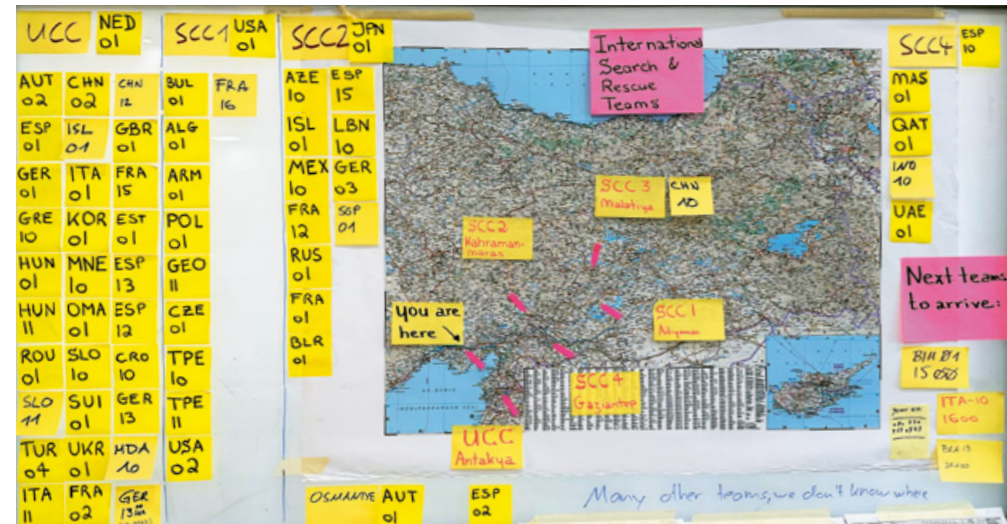 UCC
NED
01
AUT
02
CHN
02
CHN
12
ESP
01
ISL
01
GBR
01
GER
01
ITA
01
FRA
15
GRE
10
KOR
01
EST
01
HUN
01
MNE
10
ESP
13
HUN
11
OMA
01
ESP
12
ROU
01
SLO
10
CRO
10
SLO
11
SUI
01
GER
13
TUR
04
UKR
01
MDA
10
ITA
11
FRA
02
GER
SCC1
USA
01
BUL
01
FRA
16
ALG
01
ARM
01
POL
01
GEO
11
CZE
01
TPE
10
TPE
11
USA
02
SCC2
JPN
01
AZE
10
ESP
15
ISL
01
LBN
10
MEX
10
GER
03
FRA
12
SGP
01
RUS
01
FRA
01
BLR
01
International
Search &
Rescue
Teams
SCC 3
Malatiya
CHN
10
SCC2
Kahraman-
maras
you are
here
SCC 1
Adiyaman
SCC 4
Gaziantep
UCC
Antakya
OSMANIYE
AUT
01
ESP
02
Many other teams, we don't know where
SCC4
ESP
10
MAS
01
QAT
01
IND
10
UAE
01
Next teams
to arrive:
ITA-10
1600